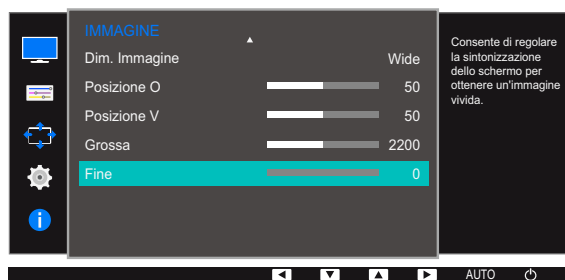 IMMAGINE
Dim. Immagine Wide
Posizione O 50
Posizione V 50
Grossa 2200
Fine 0
Consente di regolare
la sintonizzazione
dello schermo per
ottenere un'immagine
vivida.
AUTO